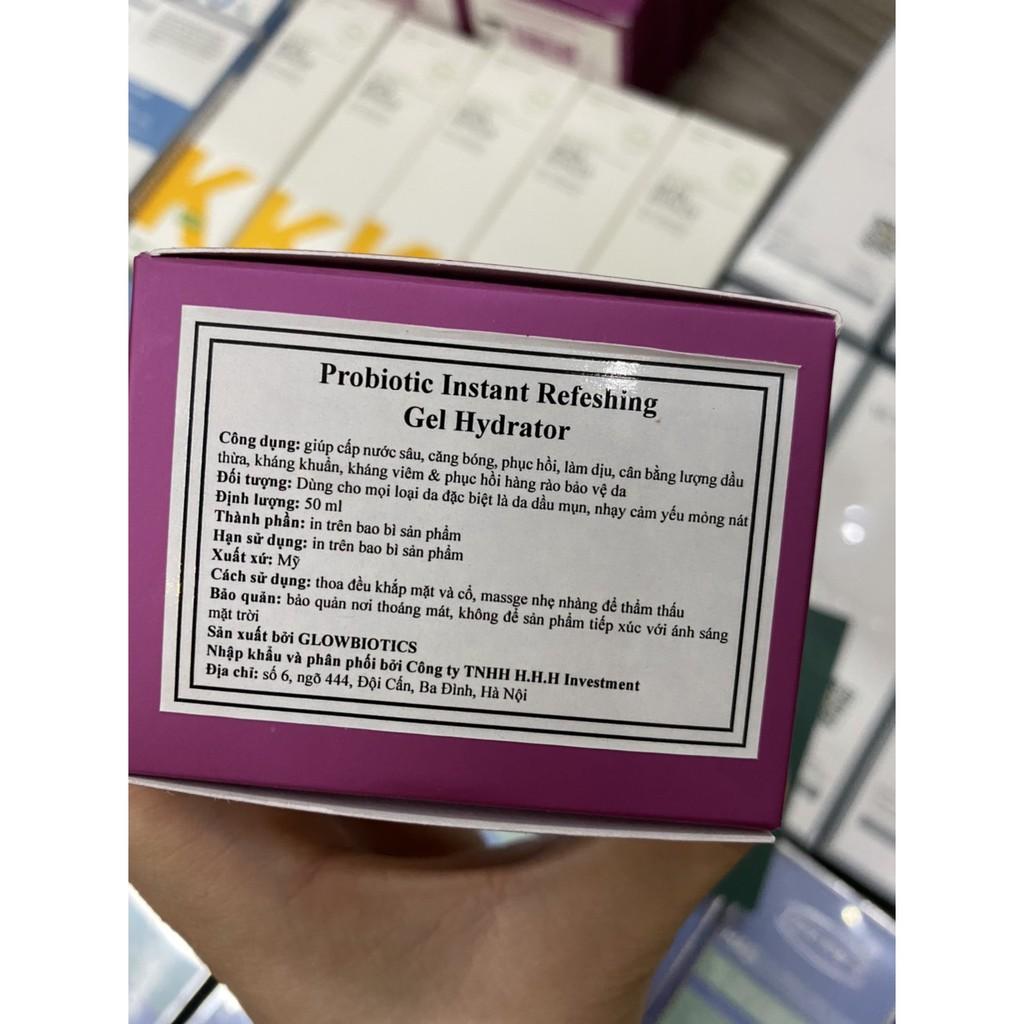 Probiotic Instant Refeshing
Gel Hydrator
Công dụng: giúp cấp nước sâu, căng bóng, phục hồi, làm dịu, cân bằng lượng dầu
thừa, kháng khuẩn, kháng viêm & phục hồi hàng rào bảo vệ da
Đối tượng: Dùng cho mọi loại da đặc biệt là da dầu mụn, nhạy cảm yếu mỏng nát
Định lượng: 50 ml
Thành phần: in trên bao bì sản phẩm
Hạn sử dụng: in trên bao bì sản phẩm
Xuất xứ: Mỹ
Cách sử dụng: thoa đều khắp mặt và cổ, massge nhẹ nhàng để thẩm thấu
Bảo quản: bảo quản nơi thoáng mát, không để sản phẩm tiếp xúc với ánh sáng
mặt trời
Sản xuất bởi GLOWBIOTICS
Nhập khẩu và phân phối bởi Công ty TNHH H.H.H Investment
Địa chỉ: số 6, ngõ 444, Đội Cấn, Ba Đình, Hà Nội